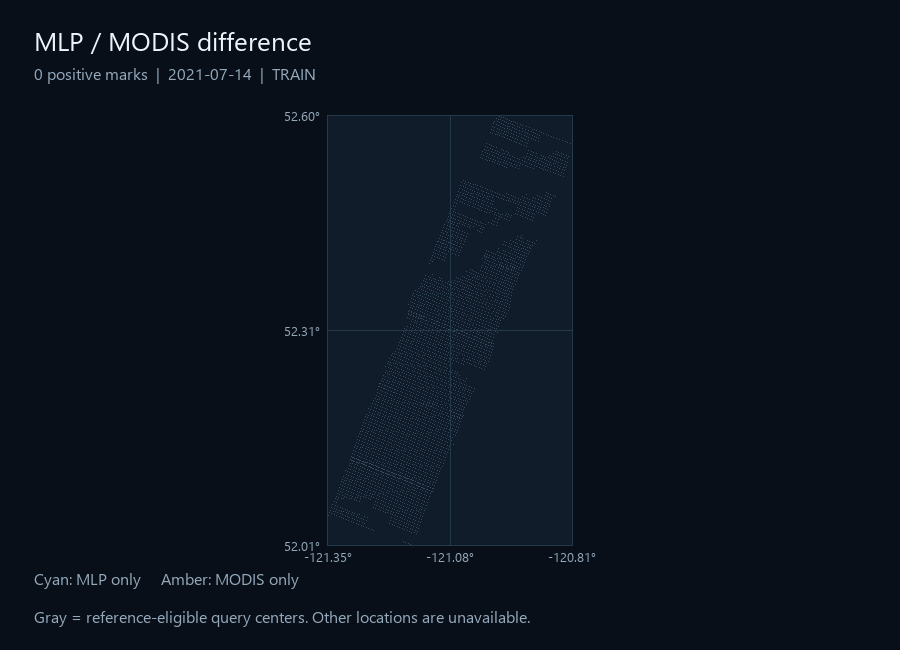 MLP / MODIS difference
0 positive marks | 2021-07-14 | TRAIN
52.60°
52.31°
52.01°
-121.35° -121.08° -120.81°
Cyan: MLP only Amber: MODIS only
Gray = reference-eligible query centers. Other locations are unavailable.